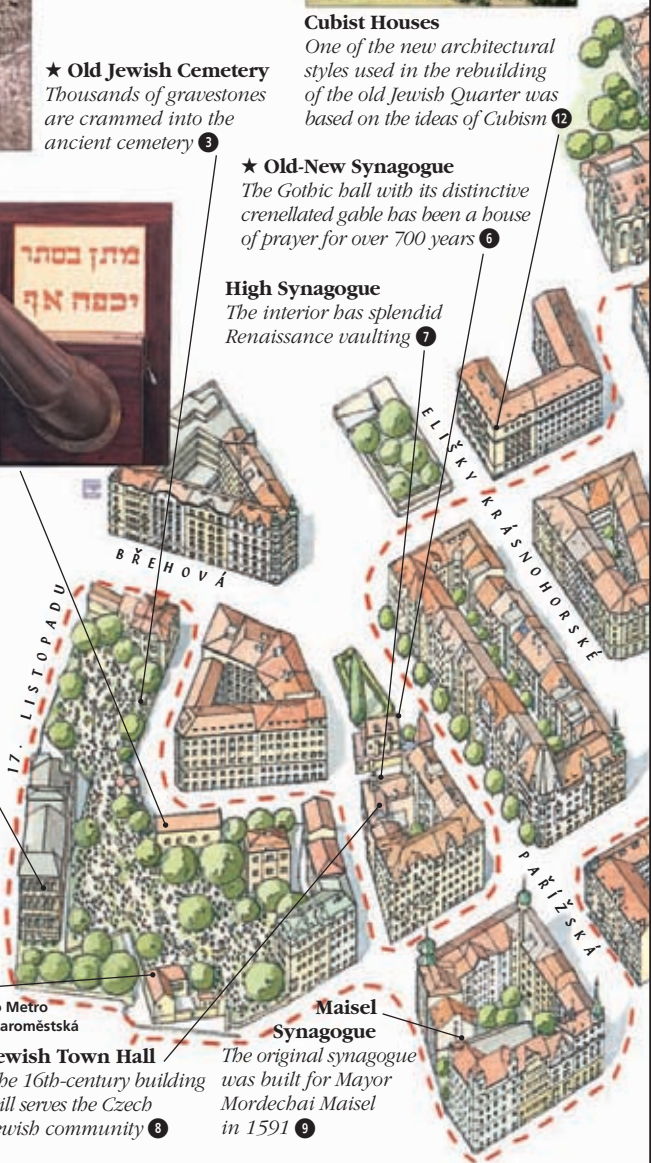 ★ Old Jewish Cemetery
Thousands of gravestones
are crammed into the
ancient cemetery 3
Cubist Houses
One of the new architectural
styles used in the rebuilding
of the old Jewish Quarter was
based on the ideas of Cubism 12
★ Old-New Synagogue
The Gothic hall with its distinctive
crenellated gable has been a house
of prayer for over 700 years 6
High Synagogue
The interior has splendid
Renaissance vaulting 7
מתן בסתר
יכפה אף
ELIŠKY KRÁSNOHORSKÉ
BŘEHOVÁ
17. LISTOPADU
PAŘÍŽSKÁ
o Metro
aroměstská
ewish Town Hall
he 16th-century building
ill serves the Czech
ewish community 8
Maisel
Synagogue
The original synagogue
was built for Mayor
Mordechai Maisel
in 1591 9